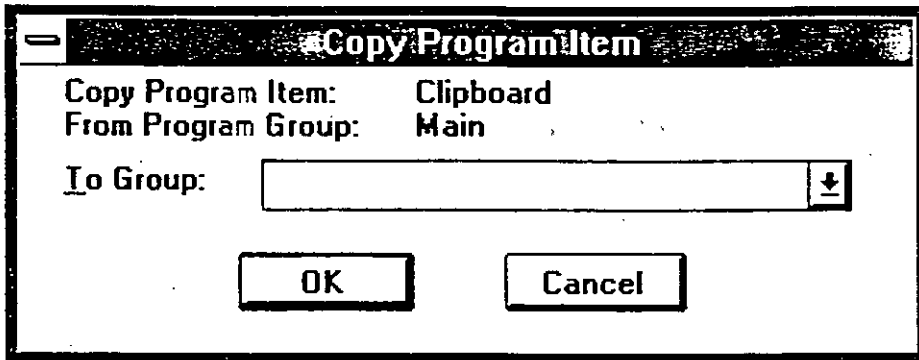 Copy Program Item
Copy Program Item: Clipboard
From Program Group: Main
To Group:
OK Cancel